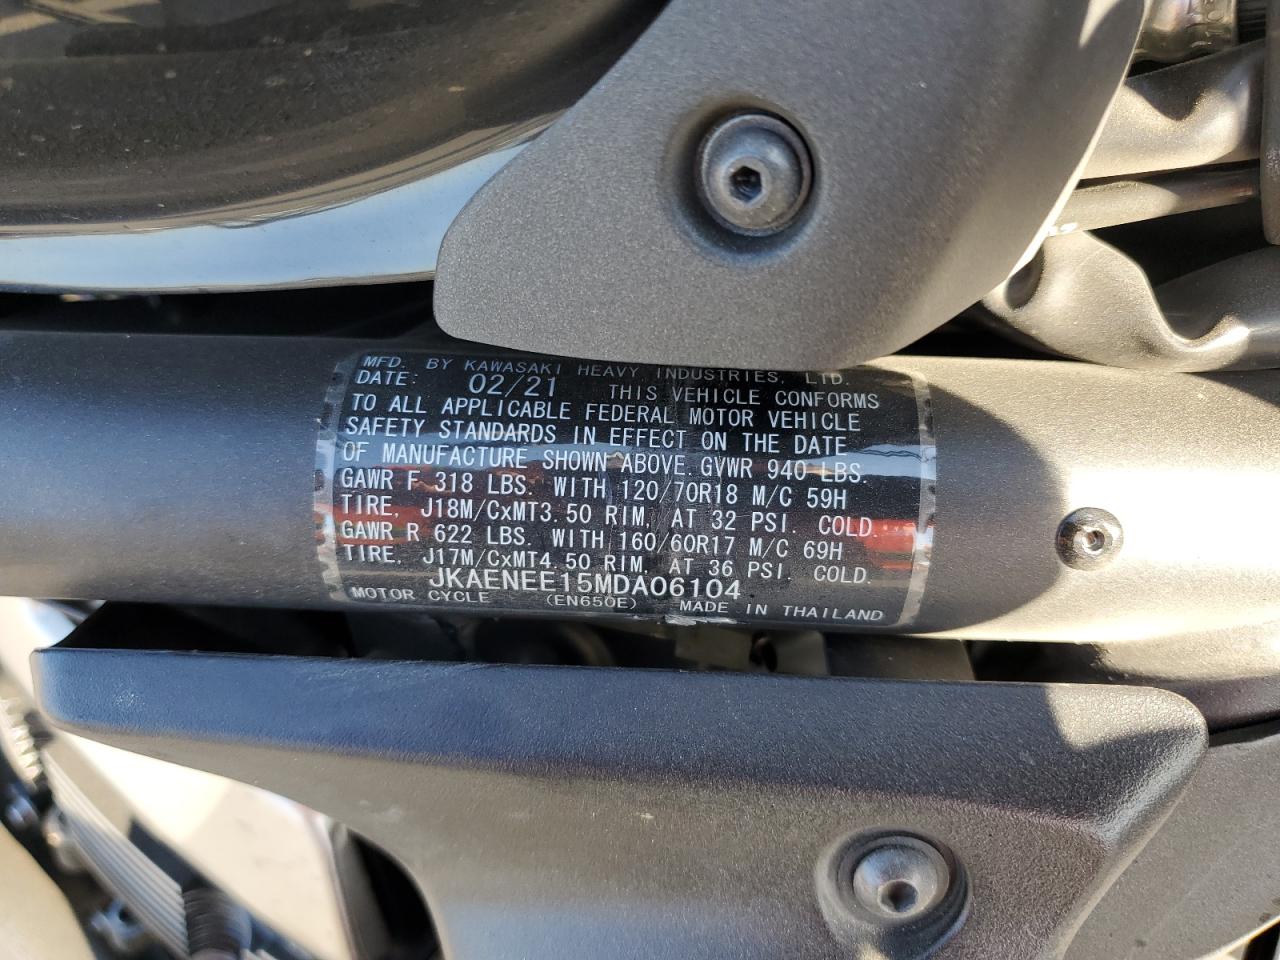 MFD. BY KAWASAKI HEAVY INDUSTRIES, LTD.
DATE: 02/21 THIS VEHICLE CONFORMS
TO ALL APPLICABLE FEDERAL MOTOR VEHICLE
SAFETY STANDARDS IN EFFECT ON THE DATE
OF MANUFACTURE SHOWN ABOVE. GVWR 940 LBS.
GAWR F 318 LBS. WITH 120/70R18 M/C 59H
TIRE, J18M/CxMT3.50 RIM, AT 32 PSI. COLD.
GAWR R 622 LBS. WITH 160/60R17 M/C 69H
TIRE, J17M/CxMT4.50 RIM, AT 36 PSI. COLD.
JKAENEE15MDA06104
MOTOR CYCLE (EN650E) MADE IN THAILAND